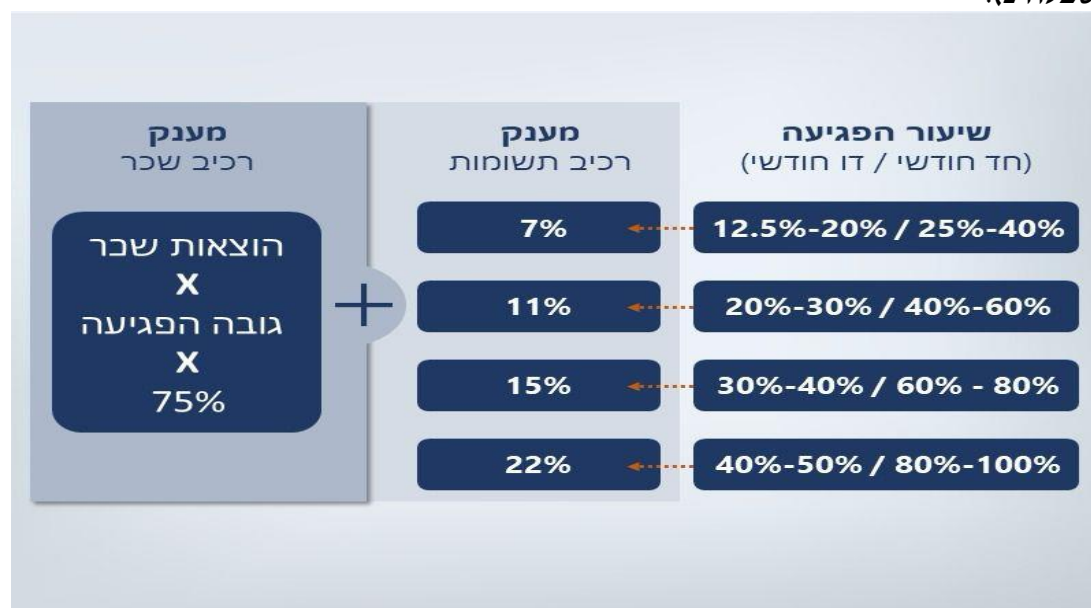 שיעור הפגיעה
(חד חודשי / דו חודשי)
12.5%-20% / 25%-40%
20%-30% / 40%-60%
30%-40% / 60% - 80%
40%-50% / 80%-100%
מענק
רכיב תשומות
7%
11%
15%
22%
+
מענק
רכיב שכר
הוצאות שכר
X
גובה הפגיעה
X
75%